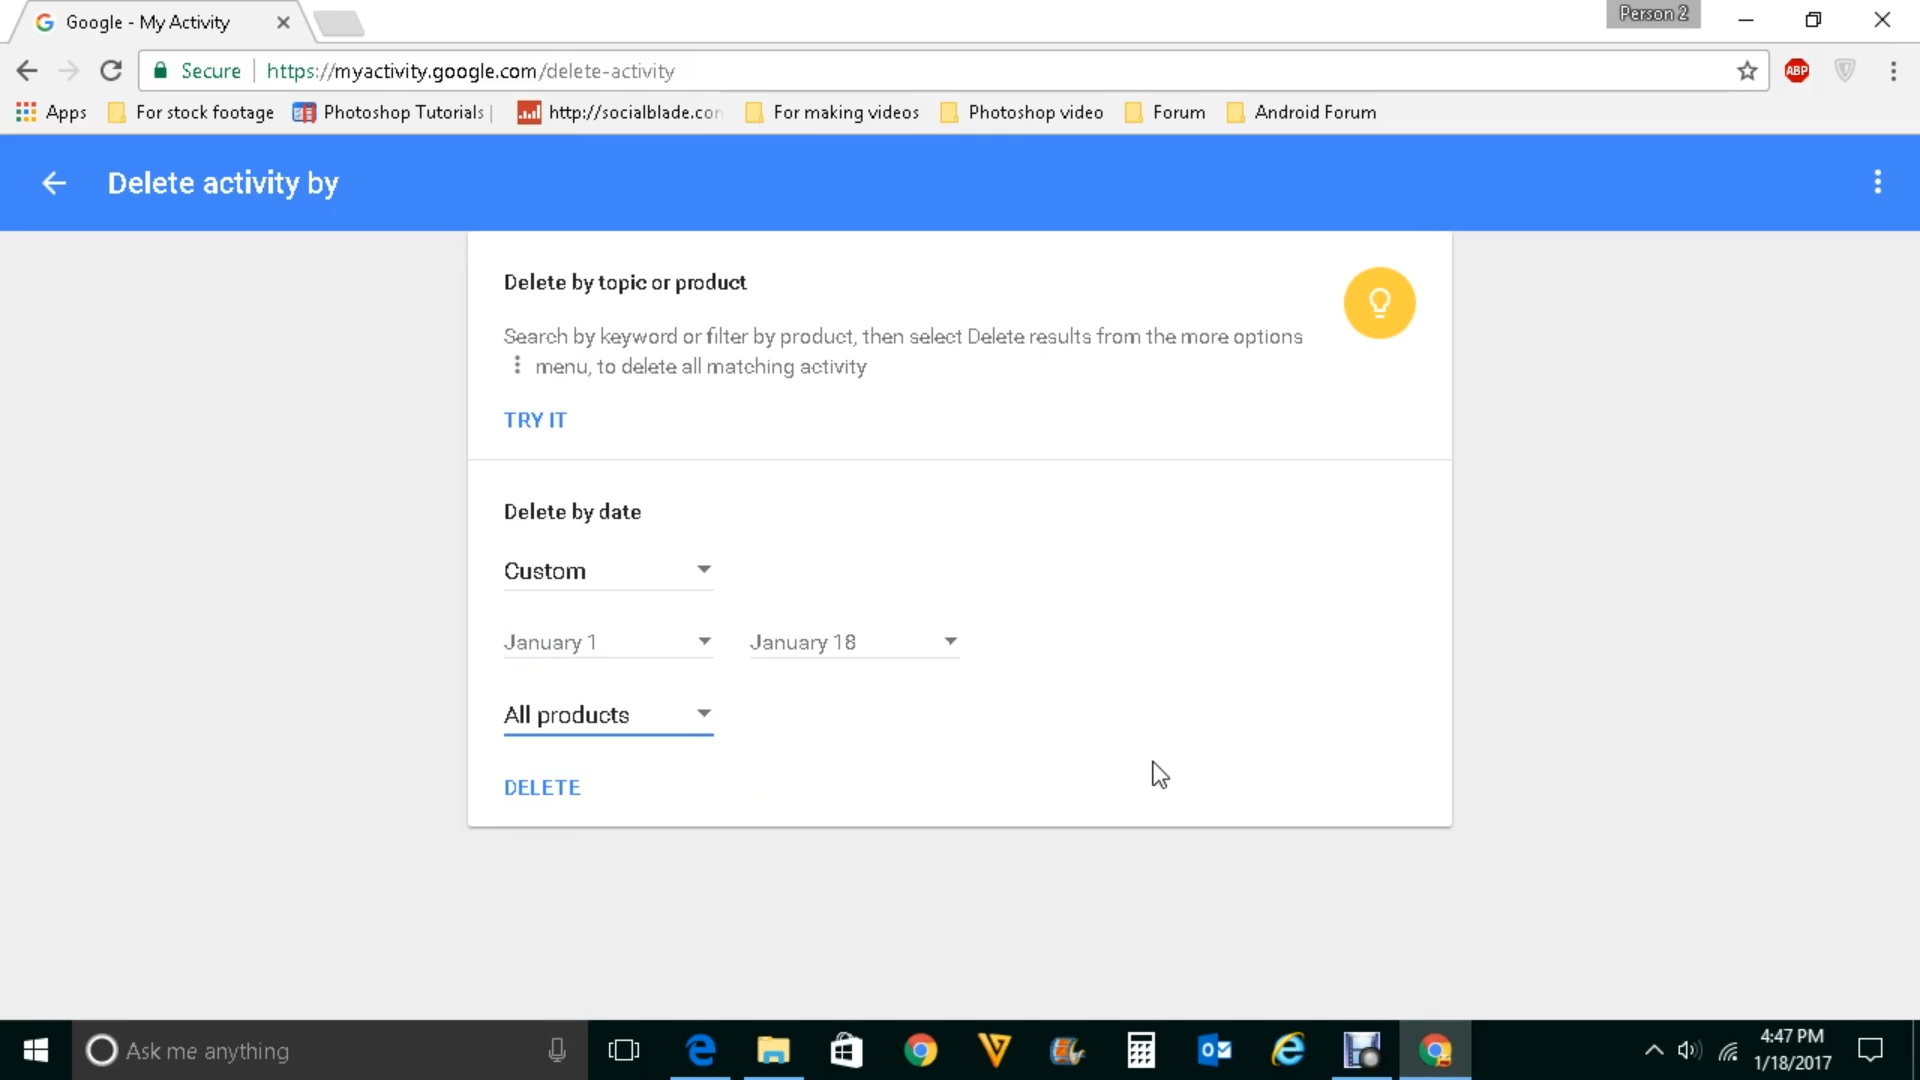 Google - My Activity
Person 2
Secure
https://myactivity.google.com/delete-activity
ABP
Apps
For stock footage
Photoshop Tutorials |
http://socialblade.con
For making videos
Photoshop video
Forum
Android Forum
Delete activity by
Delete by topic or product
Search by keyword or filter by product, then select Delete results from the more options
menu, to delete all matching activity
TRY IT
Delete by date
Custom
January 1
January 18
All products
DELETE
Ask me anything
4:47 PM
1/18/2017